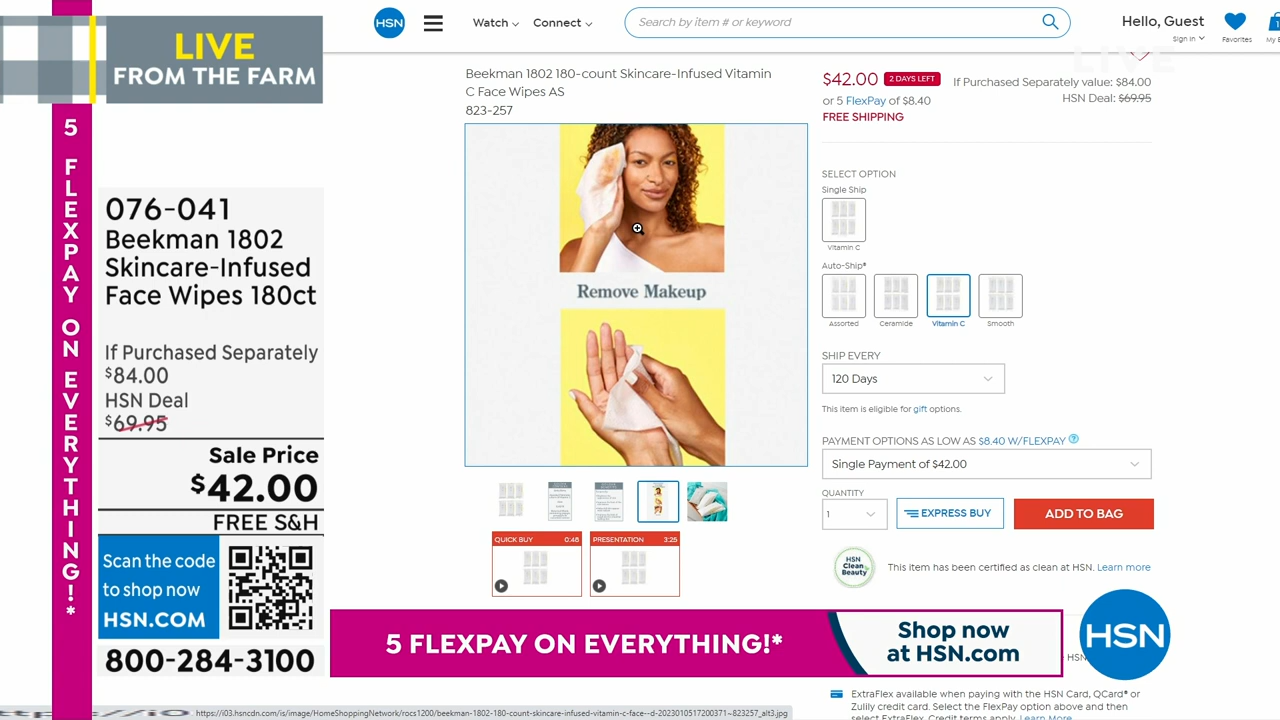 LIVE
FROM THE FARM
5 FLEXPAY ON EVERYTHING!*
076-041
Beekman 1802
Skincare-Infused
Face Wipes 180ct
If Purchased Separately
$84.00
HSN Deal
$69.95
Sale Price
$42.00
FREE S&H
Scan the code
to shop now
HSN.COM
800-284-3100
HSN
Watch
Connect
Search by item # or keyword
Hello, Guest
Sign In
Favorites
LIVE
Beekman 1802 180-count Skincare-Infused Vitamin
C Face Wipes AS
823-257
Remove Makeup
QUICK BUY 0:48
PRESENTATION 3:25
$42.00 2 DAYS LEFT
If Purchased Separately value: $84.00
or 5 FlexPay of $8.40
HSN Deal: $69.95
FREE SHIPPING
SELECT OPTION
Single Ship
Vitamin C
Auto-Ship®
Assorted
Ceramide
Vitamin C
Smooth
SHIP EVERY
120 Days
This item is eligible for gift options.
PAYMENT OPTIONS AS LOW AS $8.40 W/FLEXPAY
Single Payment of $42.00
QUANTITY
1
EXPRESS BUY
ADD TO BAG
HSN
Clean
Beauty
This item has been certified as clean at HSN. Learn more
5 FLEXPAY ON EVERYTHING!*
Shop now
at HSN.com
HSN
ExtraFlex available when paying with the HSN Card, QCard® or
Zulily credit card. Select the FlexPay option above and then
select ExtraFlex. Credit terms apply. Learn More
https://i03.hsncdn.com/is/image/HomeShoppingNetwork/rocs1200/beekman-1802-180-count-skincare-infused-vitamin-c-face--d-2023010517200371~823257_alt3.jpg